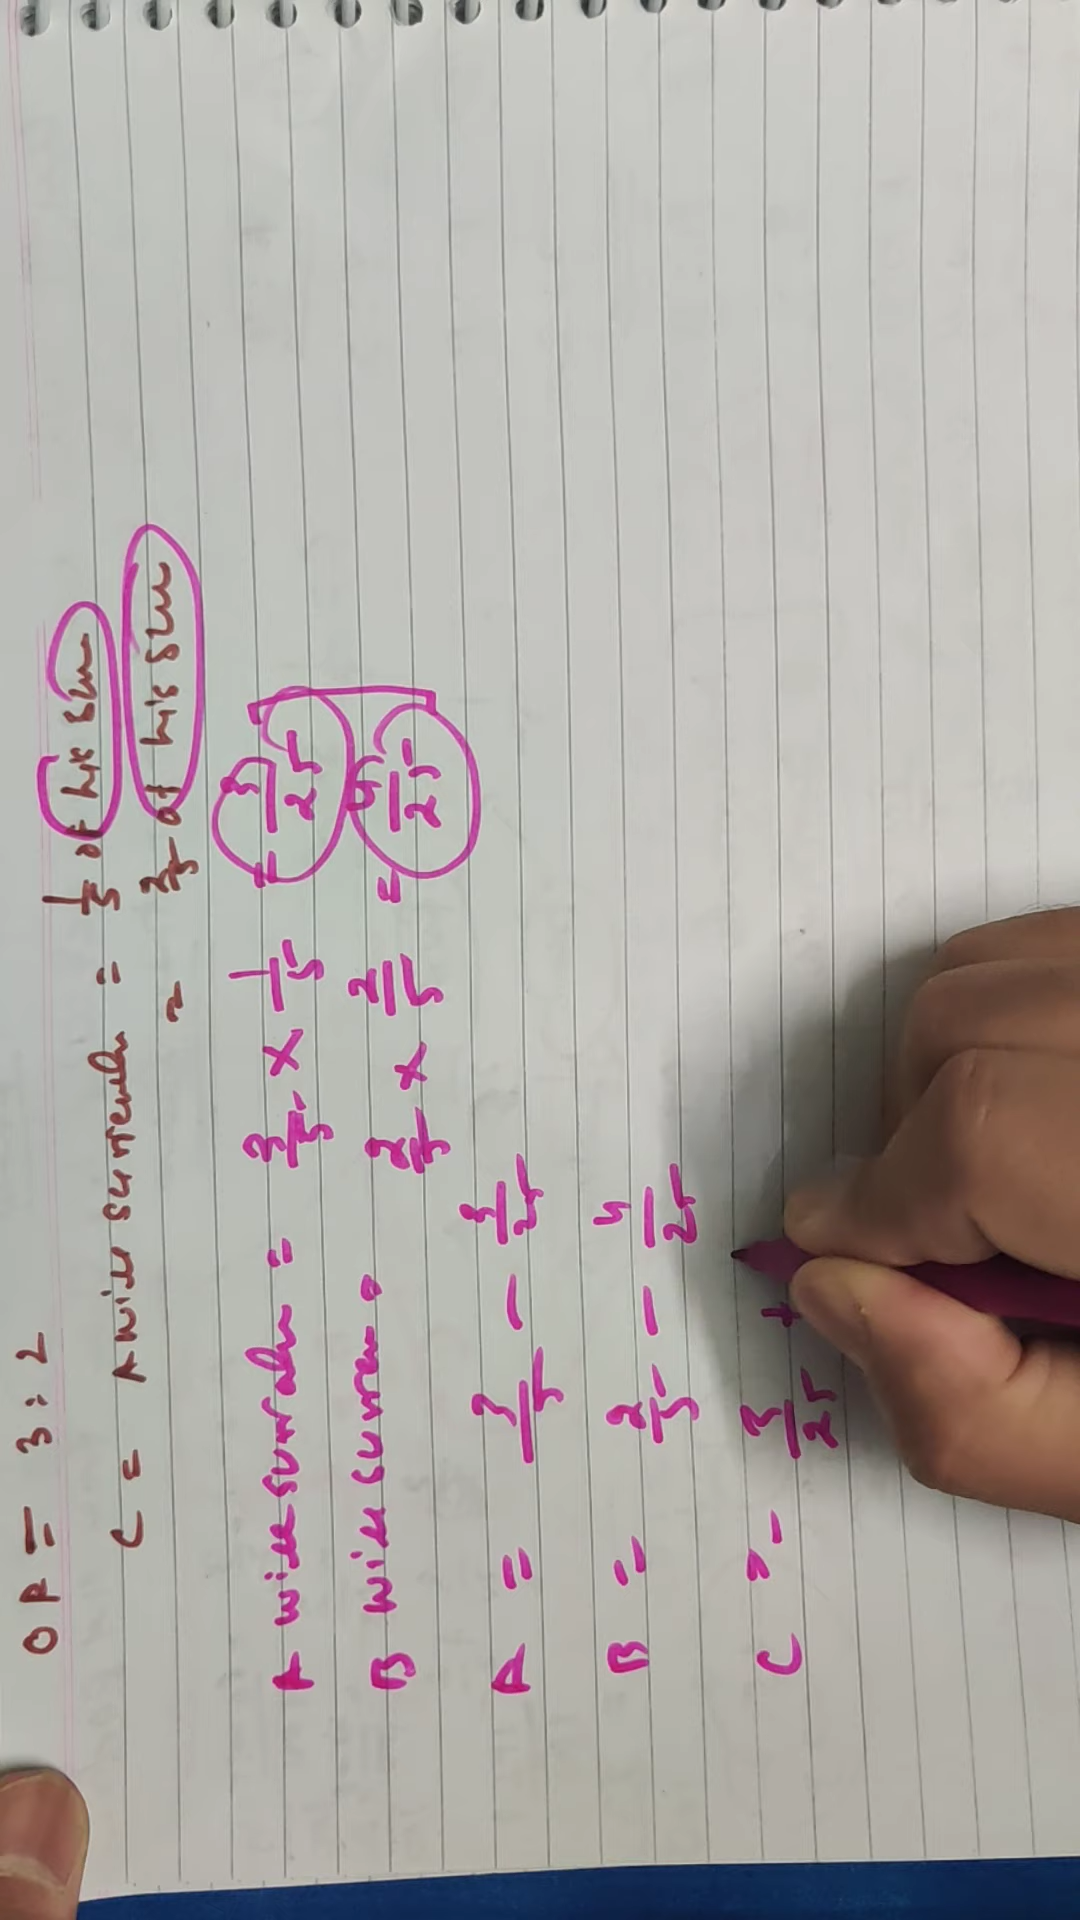 OR = 3:2
C = A will surrender = 1/5 of his share
= 2/5 of his share
A will surrender = 3/5 × 1/5 = 3/25
B will surren = 2/5 × 2/5 = 4/25
A = 3/5 - 3/25
B = 2/5 - 4/25
C = 3/25 +